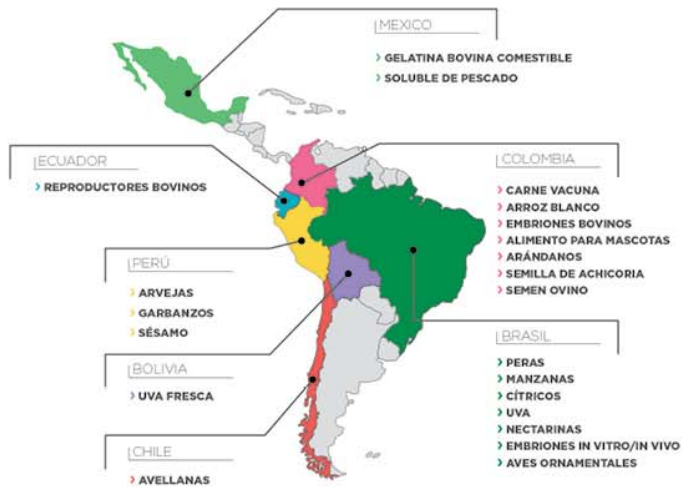 MEXICO
› GELATINA BOVINA COMESTIBLE
› SOLUBLE DE PESCADO
ECUADOR
› REPRODUCTORES BOVINOS
COLOMBIA
› CARNE VACUNA
› ARROZ BLANCO
› EMBRIONES BOVINOS
› ALIMENTO PARA MASCOTAS
› ARÁNDANOS
› SEMILLA DE ACHICORIA
› SEMEN OVINO
PERÚ
› ARVEJAS
› GARBANZOS
› SÉSAMO
BOLIVIA
› UVA FRESCA
BRASIL
› PERAS
› MANZANAS
› CÍTRICOS
› UVA
› NECTARINAS
› EMBRIONES IN VITRO/IN VIVO
› AVES ORNAMENTALES
CHILE
› AVELLANAS